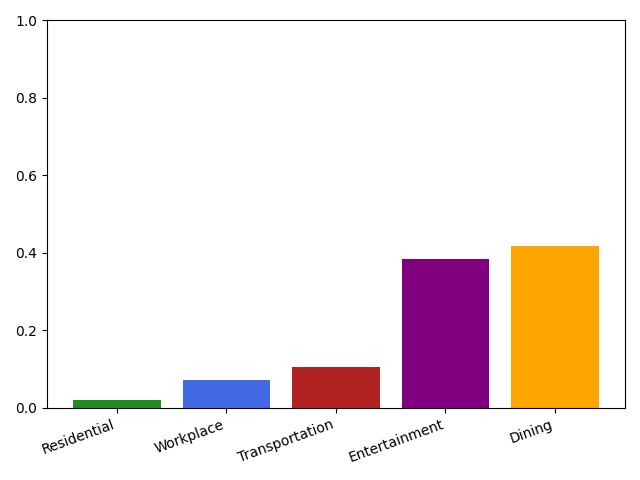 1.0
0.8
0.6
0.4
0.2
0.0
Residential
Workplace
Transportation
Entertainment
Dining